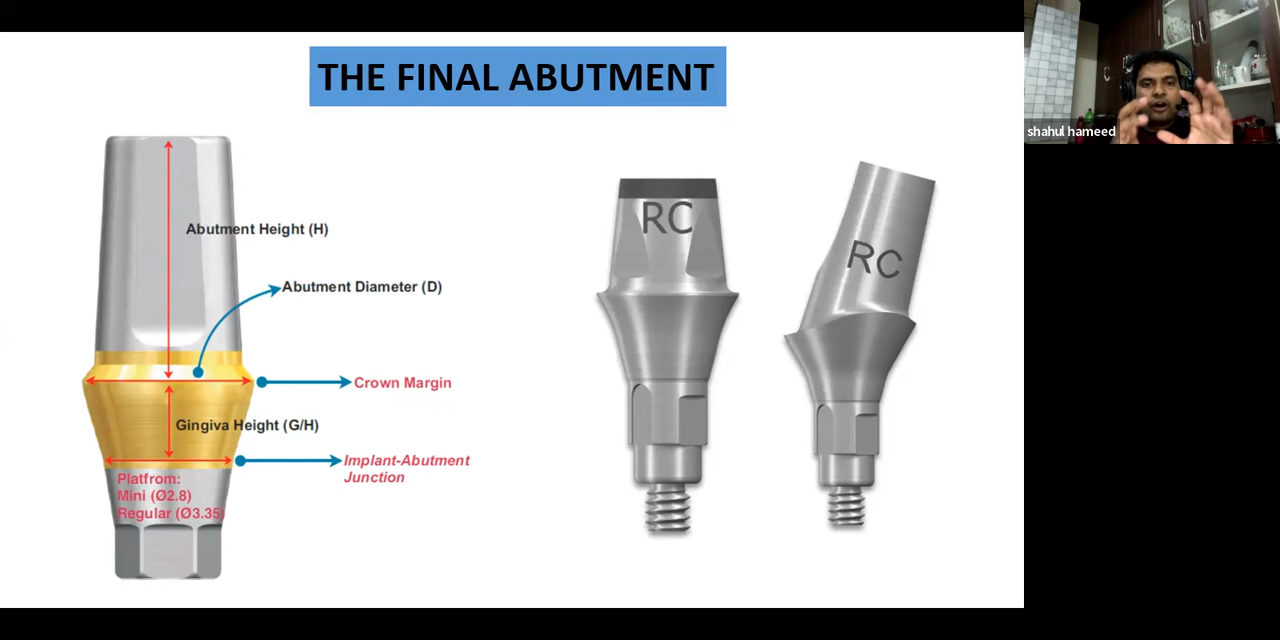 THE FINAL ABUTMENT
shahul hameed
Abutment Height (H)
RC
RC
Abutment Diameter (D)
Crown Margin
Gingiva Height (G/H)
Implant-Abutment
Junction
Platfrom:
Mini (Ø2.8)
Regular (Ø3.35)